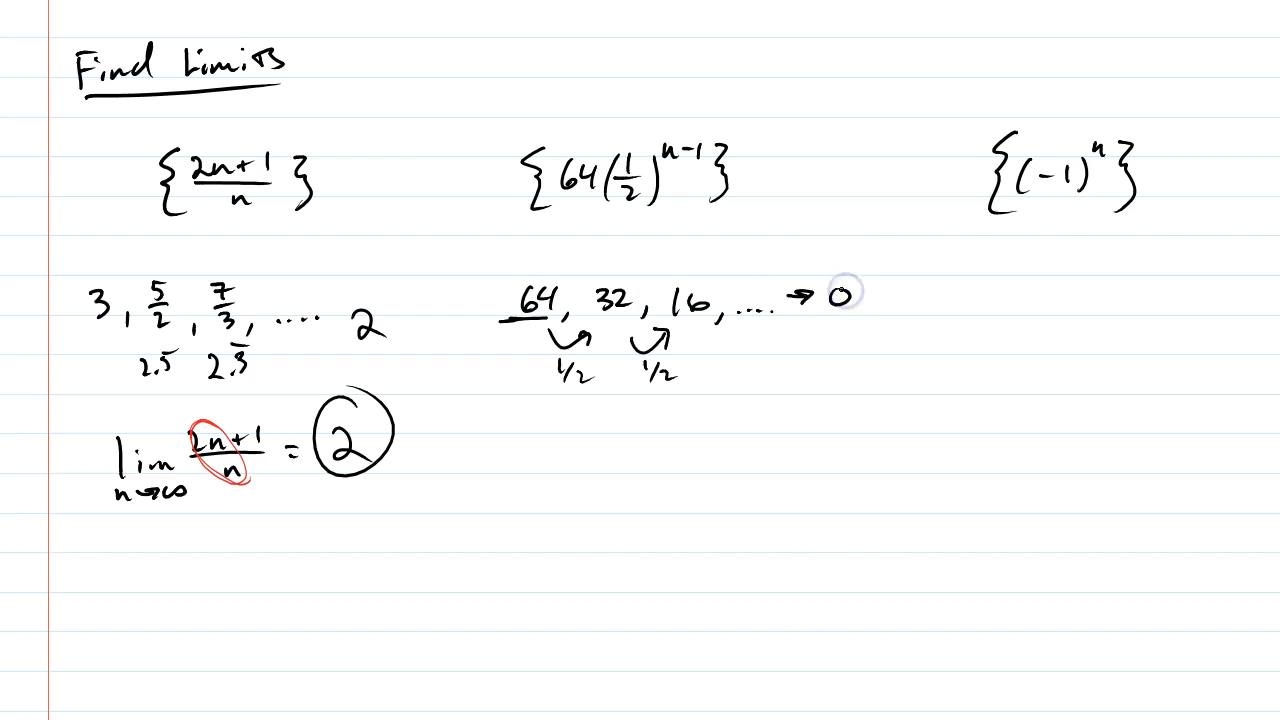 Find Limits
{ (2n+1)/n } { 64(1/2)^(n-1) } { (-1)^n }
3, 5/2, 7/3, .... 2 64, 32, 16, .... → 0
2.5 2.3̅ 1/2 1/2
lim n→∞ (2n+1)/n = 2